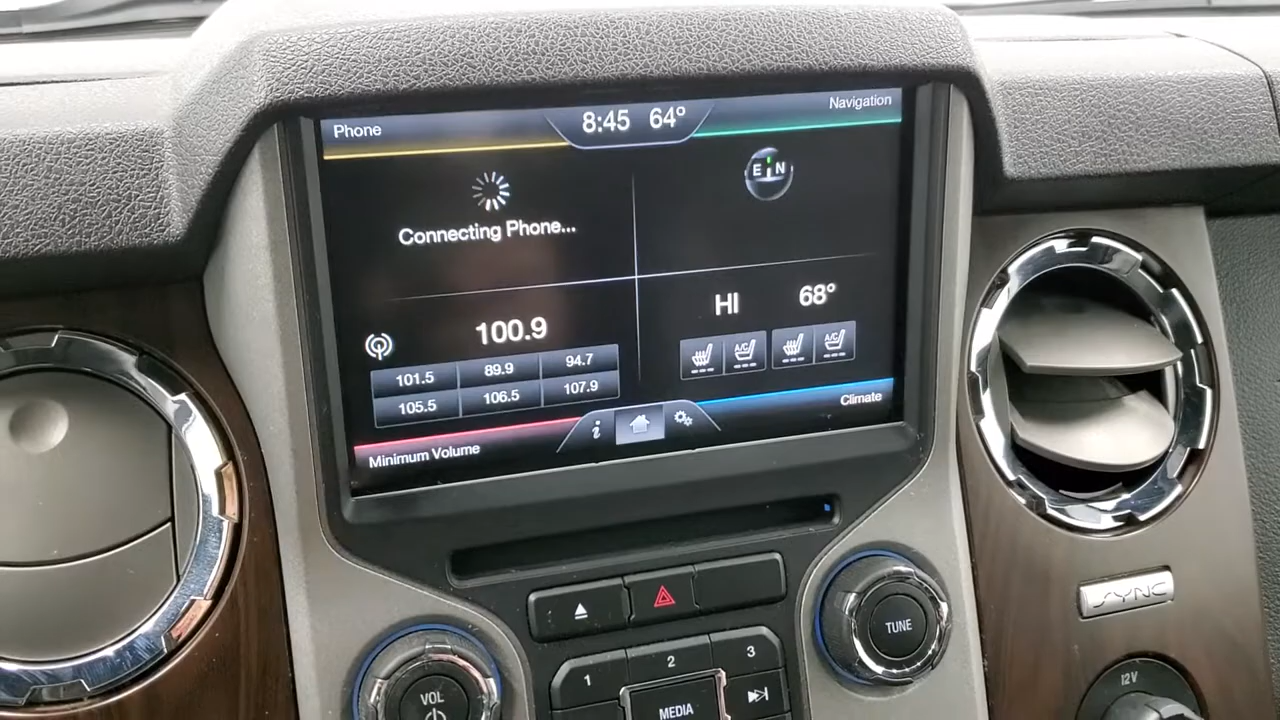 Phone
8:45 64°
Navigation
E N
Connecting Phone...
HI 68°
100.9
A/C A/C
101.5 89.9 94.7
105.5 106.5 107.9
Climate
Minimum Volume
SYNC
TUNE
12V
1 2 3
VOL
MEDIA